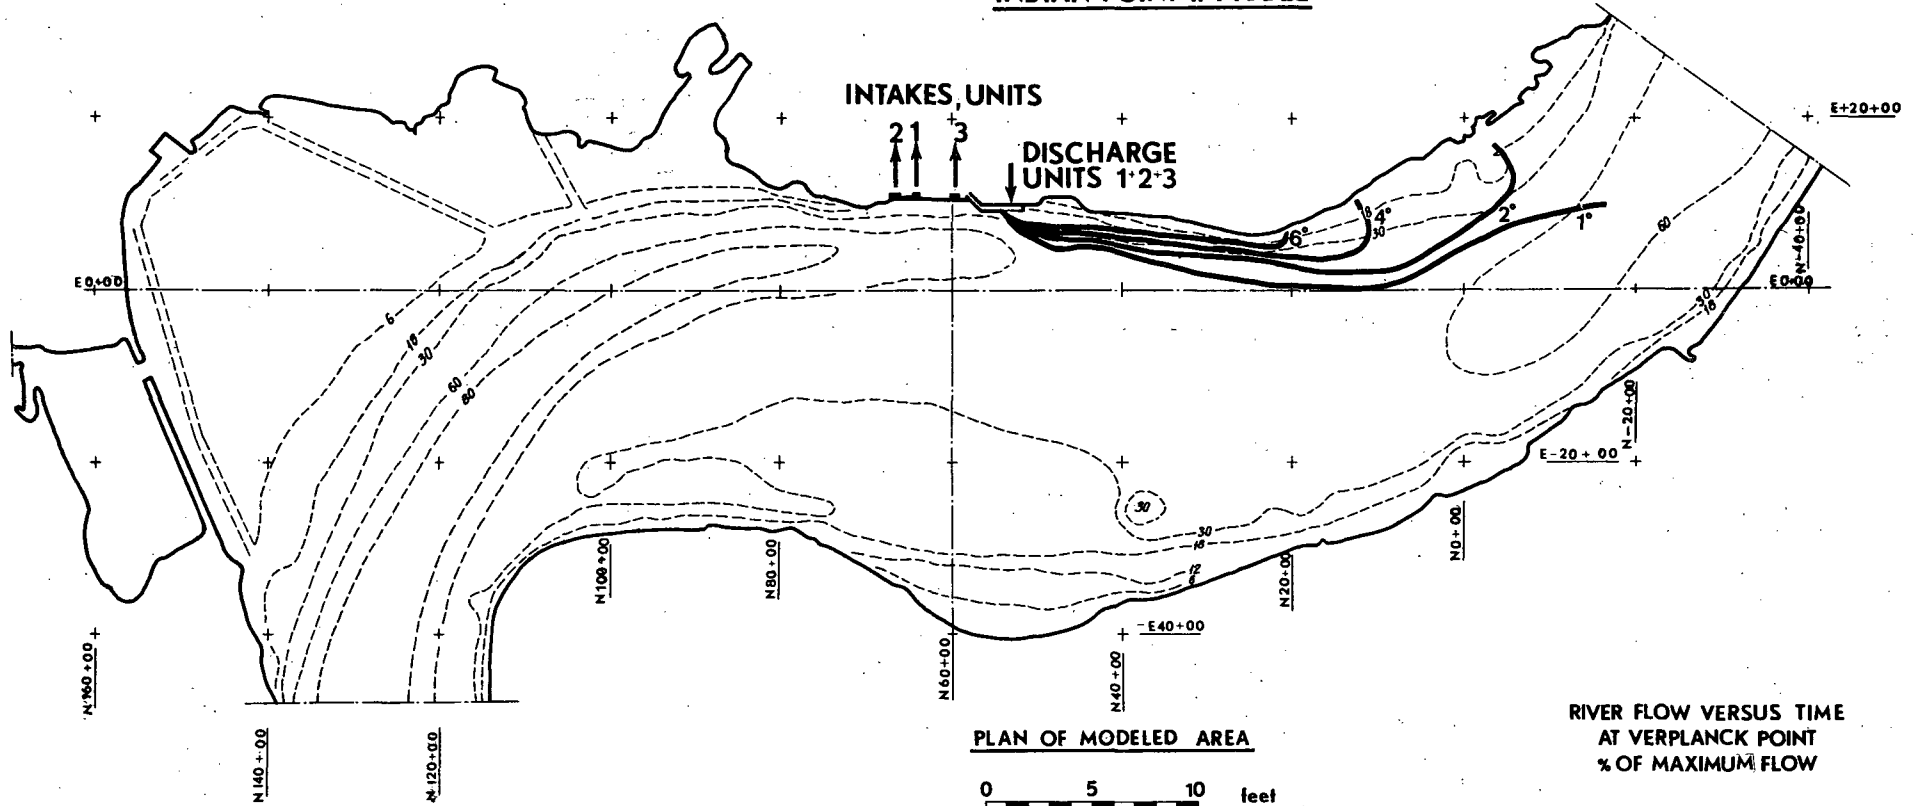 INTAKES, UNITS
2 1 3
DISCHARGE
UNITS 1+2+3
E+20+00
6°
4°
2°
1°
18
30
60
N-40+00
E0+00
E0+00
6
18
30
60
80
30
18
N-20+00
E-20+00
30
30
18
12
6
N0+00
N20+00
N100+00
N80+00
-E40+00
N60+00
N40+00
N160+00
N140+00
N120+00
PLAN OF MODELED AREA
0 5 10 feet
RIVER FLOW VERSUS TIME
AT VERPLANCK POINT
% OF MAXIMUM FLOW